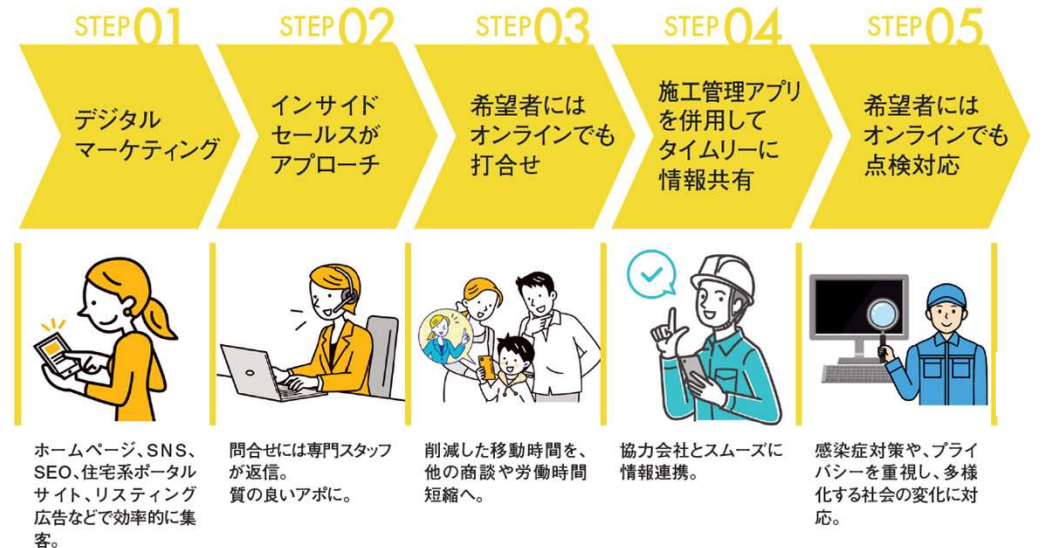 STEP01
デジタル
マーケティング
ホームページ、SNS、
SEO、住宅系ポータル
サイト、リスティング
広告などで効率的に集
客。
STEP02
インサイド
セールスが
アプローチ
問合せには専門スタッフ
が返信。
質の良いアポに。
STEP03
希望者には
オンラインでも
打合せ
削減した移動時間を、
他の商談や労働時間
短縮へ。
STEP04
施工管理アプリ
を併用して
タイムリーに
情報共有
協力会社とスムーズに
情報連携。
STEP05
希望者には
オンラインでも
点検対応
感染症対策や、プライ
バシーを重視し、多様
化する社会の変化に対
応。